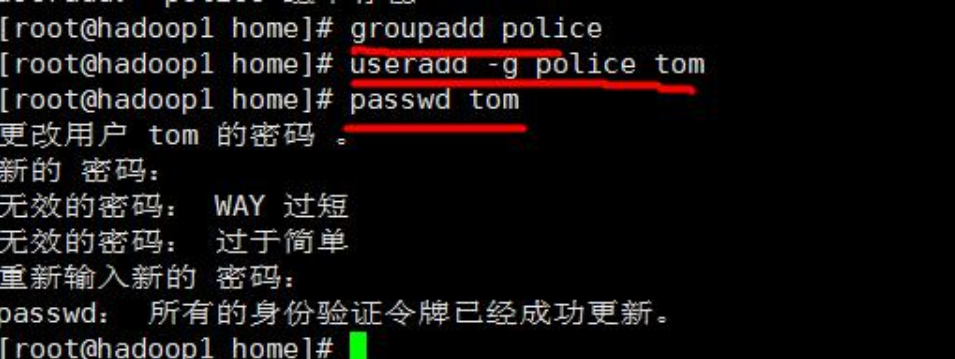 [root@hadoop1 home]# groupadd police
[root@hadoop1 home]# useradd -g police tom
[root@hadoop1 home]# passwd tom
更改用户 tom 的密码 。
新的 密码：
无效的密码： WAY 过短
无效的密码： 过于简单
重新输入新的 密码：
passwd： 所有的身份验证令牌已经成功更新。
[root@hadoop1 home]#